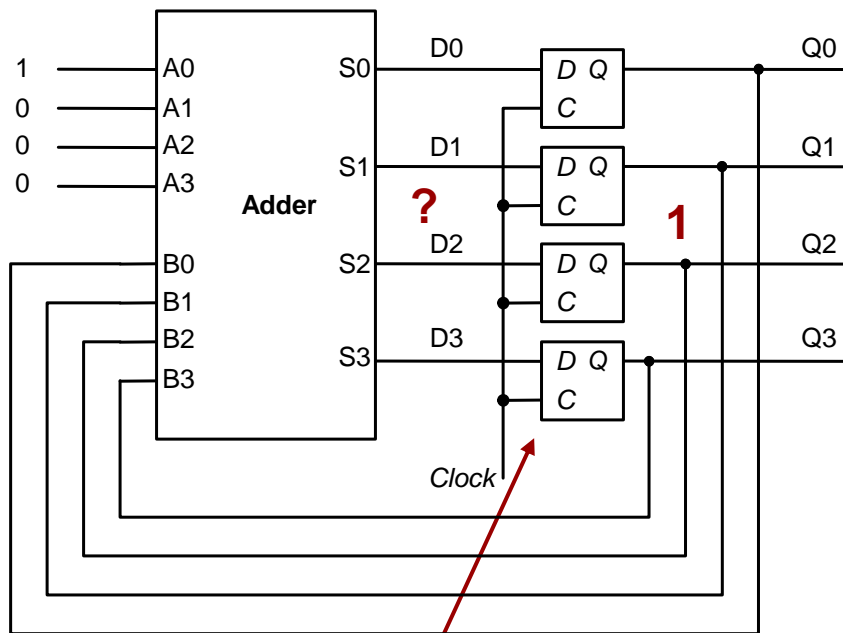 D0 Q0
1 A0 S0 D Q
0 A1 C
0 A2 D1 Q1
0 A3 S1 D Q
Adder ? C 1
D2 Q2
B0 S2 D Q
B1 C
B2 D3 Q3
B3 S3 D Q
C
Clock